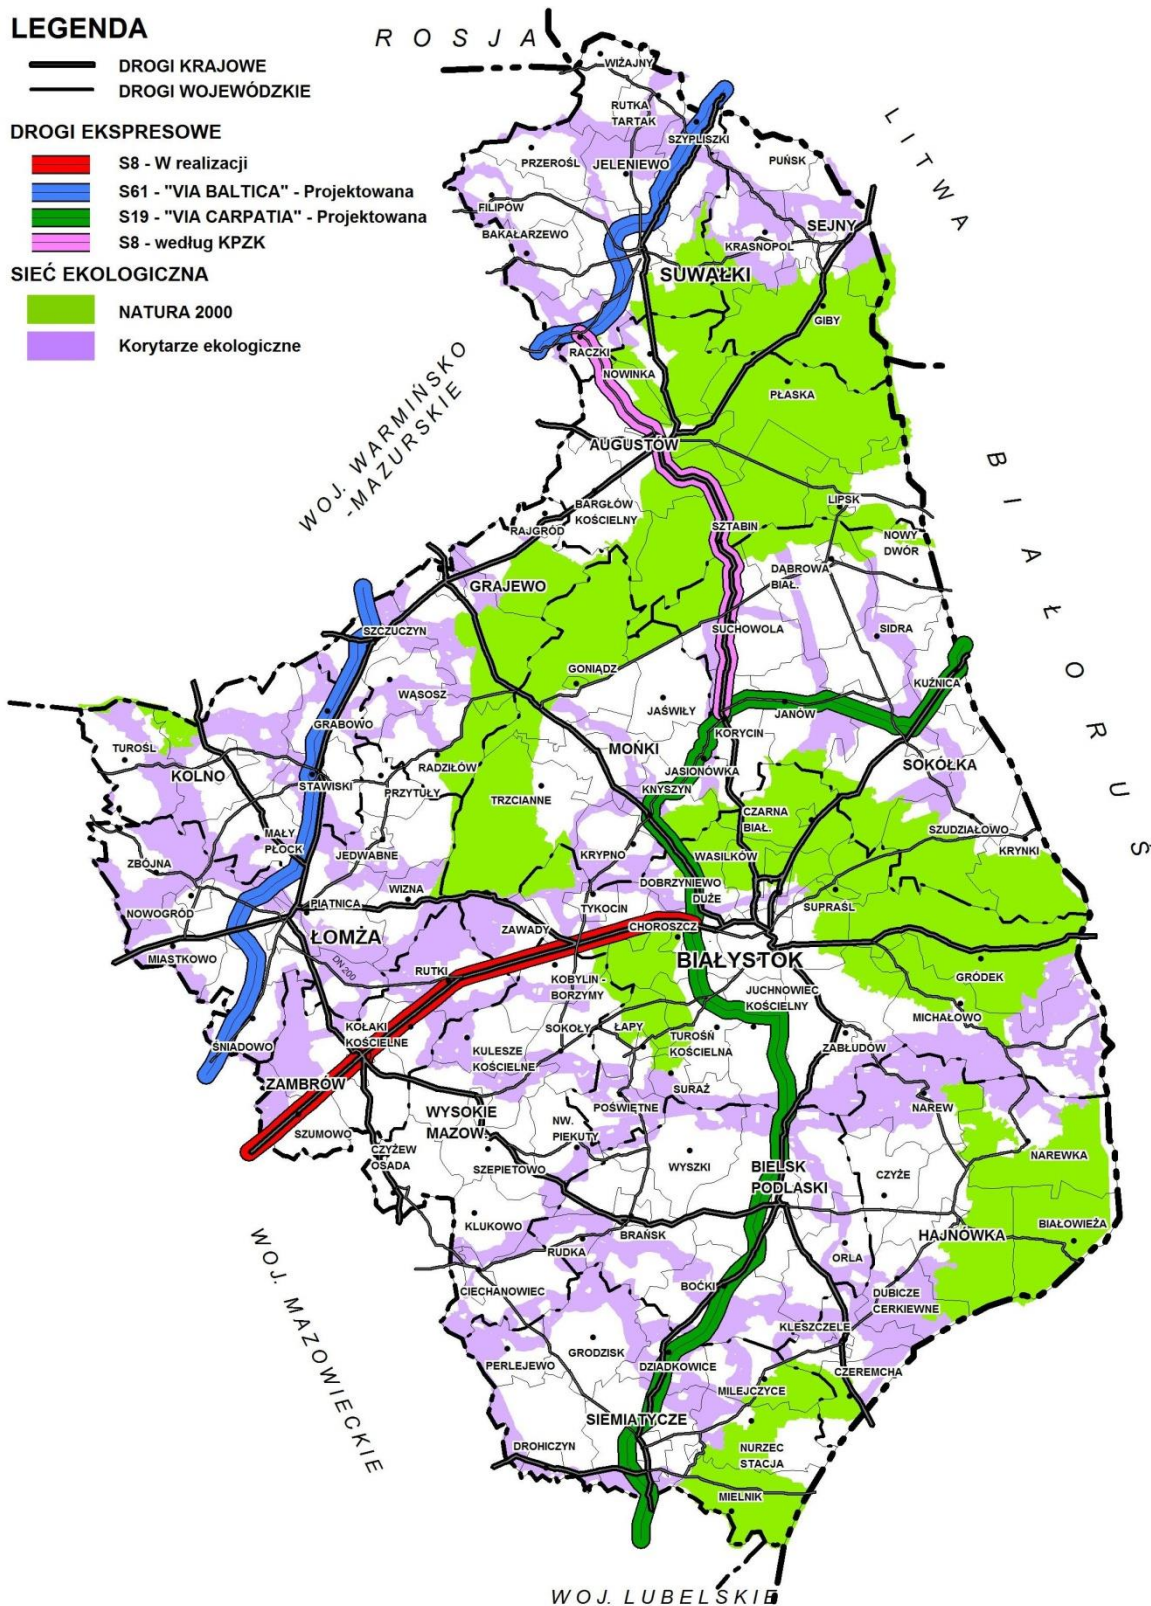 LEGENDA
DROGI KRAJOWE
DROGI WOJEWÓDZKIE
DROGI EKSPRESOWE
S8 - W realizacji
S61 - "VIA BALTICA" - Projektowana
S19 - "VIA CARPATIA" - Projektowana
S8 - według KPZK
SIEĆ EKOLOGICZNA
NATURA 2000
Korytarze ekologiczne
ROSJA
LITWA
BIAŁORUŚ
WOJ. WARMIŃSKO
-MAZURSKIE
WOJ. MAZOWIECKIE
WOJ. LUBELSKIE
WIŻAJNY
RUTKA
TARTAK
SZYPLISZKI
PRZEROŚL
JELENIEWO
PUŃSK
FILIPÓW
BAKAŁARZEWO
KRASNOPOL
SEJNY
SUWAŁKI
GIBY
RACZKI
NOWINKA
PŁASKA
AUGUSTÓW
BARGŁÓW
KOŚCIELNY
RAJGRÓD
LIPSK
SZTABIN
NOWY
DWÓR
GRAJEWO
DĄBROWA
BIAŁ.
SZCZUCZYN
SUCHOWOLA
SIDRA
GONIĄDZ
KUŹNICA
WĄSOSZ
JAŚWIŁY
JANÓW
GRABOWO
KORYCIN
TUROŚL
MOŃKI
KOLNO
RADZIŁÓW
JASIONÓWKA
SOKÓŁKA
STAWISKI
PRZYTUŁY
TRZCIANNE
KNYSZYN
CZARNA
BIAŁ.
MAŁY
PŁOCK
SZUDZIAŁOWO
KRYNKI
ZBÓJNA
JEDWABNE
KRYPNO
WASILKÓW
WIZNA
DOBRZYNIEWO
DUŻE
NOWOGRÓD
PIĄTNICA
TYKOCIN
SUPRAŚL
ŁOMŻA
ZAWADY
CHOROSZCZ
MIASTKOWO
DN 200
RUTKI
BIAŁYSTOK
KOBYLIN -
BORZYMY
GRÓDEK
JUCHNOWIEC
KOŚCIELNY
MICHAŁOWO
KOŁAKI
KOŚCIELNE
SOKOŁY
ŁAPY
TUROŚŃ
KOŚCIELNA
ŚNIADOWO
KULESZE
KOŚCIELNE
ZABŁUDÓW
ZAMBRÓW
SURAŻ
WYSOKIE
MAZOW.
POŚWIĘTNE
NAREW
SZUMOWO
NW.
PIEKUTY
CZYŻEW
OSADA
SZEPIETOWO
WYSZKI
BIELSK
PODLASKI
CZYŻE
NAREWKA
KLUKOWO
BRAŃSK
HAJNÓWKA
BIAŁOWIEŻA
RUDKA
ORLA
CIECHANOWIEC
BOĆKI
DUBICZE
CERKIEWNE
KLESZCZELE
PERLEJEWO
GRODZISK
DZIADKOWICE
CZEREMCHA
MILEJCZYCE
SIEMIATYCZE
DROHICZYN
NURZEC
STACJA
MIELNIK